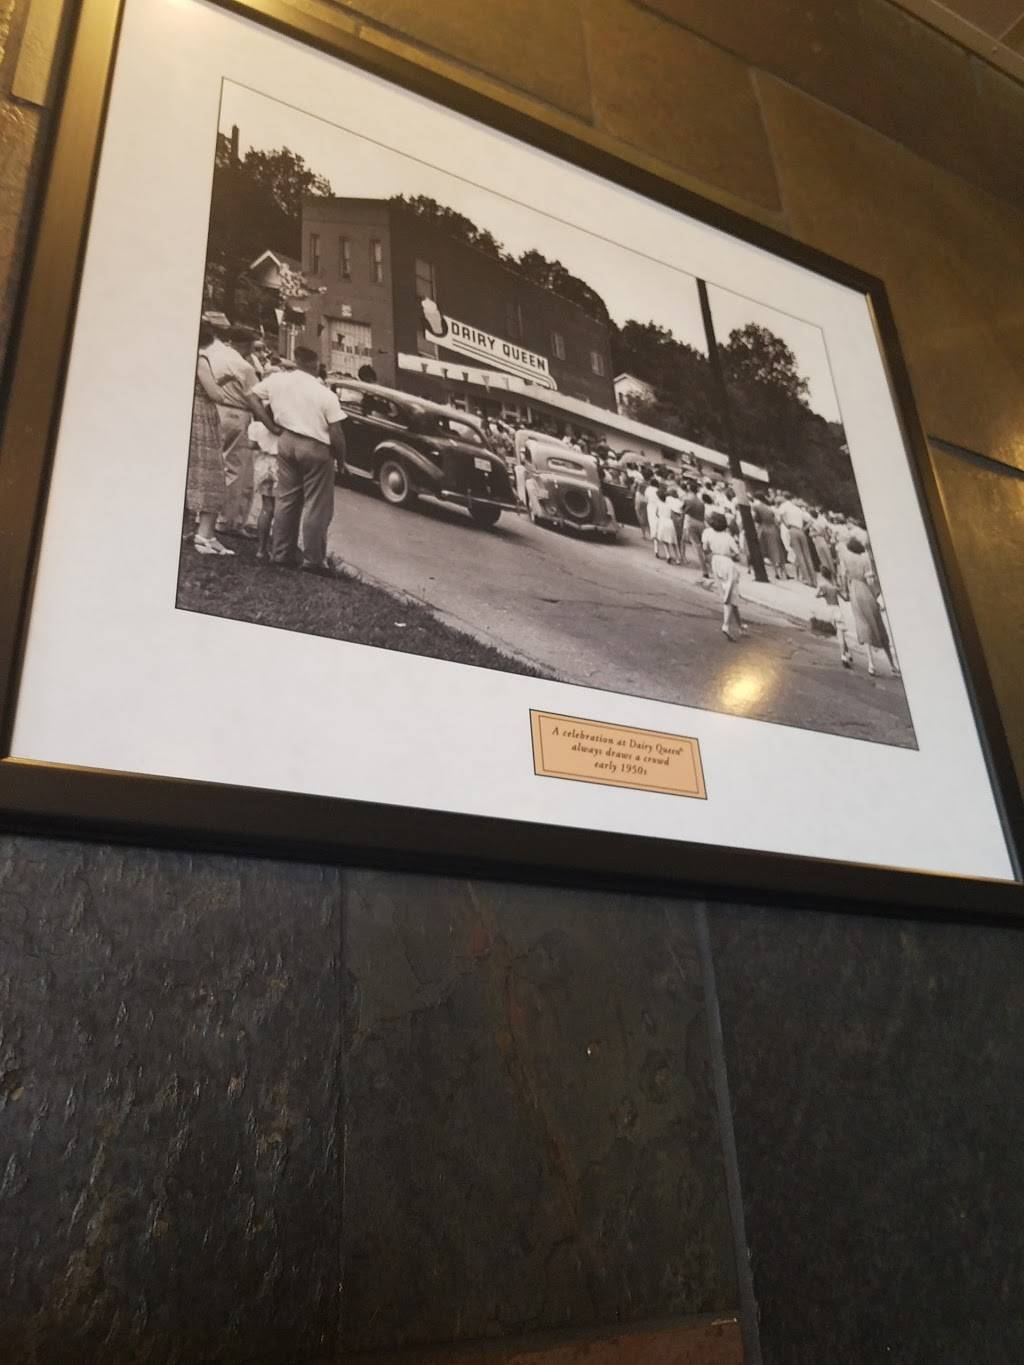 DAIRY QUEEN
A celebration at Dairy Queen®
always draws a crowd
early 1950s